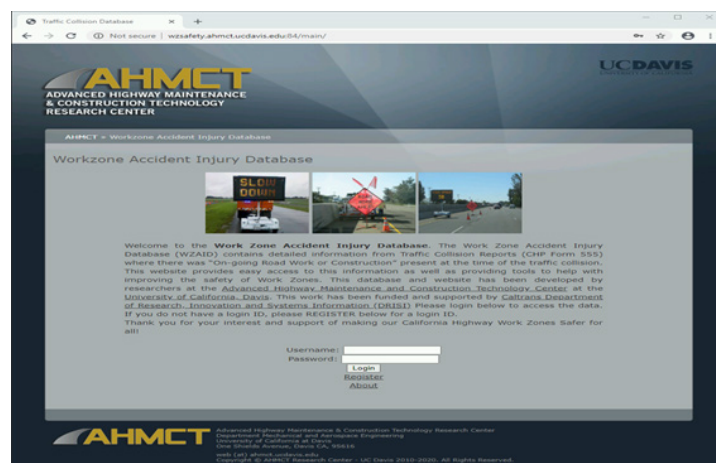 Traffic Collision Database
Not secure | wzsafety.ahmct.ucdavis.edu:84/main/
AHMCT
UCDAVIS
UNIVERSITY OF CALIFORNIA
ADVANCED HIGHWAY MAINTENANCE
& CONSTRUCTION TECHNOLOGY
RESEARCH CENTER
AHMCT » Workzone Accident Injury Database
Workzone Accident Injury Database
SLOW
DOWN
Welcome to the Work Zone Accident Injury Database. The Work Zone Accident Injury
Database (WZAID) contains detailed information from Traffic Collision Reports (CHP Form 555)
where there was "On-going Road Work or Construction" present at the time of the traffic collision.
This website provides easy access to this information as well as providing tools to help with
improving the safety of Work Zones. This database and website has been developed by
researchers at the Advanced Highway Maintenance and Construction Technology Center at the
University of California, Davis. This work has been funded and supported by Caltrans Department
of Research, Innovation and Systems Information (DRISI) Please login below to access the data.
If you do not have a login ID, please REGISTER below for a login ID.
Thank you for your interest and support of making our California Highway Work Zones Safer for
all!
Username:
Password:
Login
Register
About
AHMCT
Advanced Highway Maintenance & Construction Technology Research Center
Department Mechanical and Aerospace Engineering
University of California at Davis
One Shields Avenue, Davis CA, 95616
web (at) ahmct.ucdavis.edu
Copyright © AHMCT Research Center - UC Davis 2010-2020. All Rights Reserved.